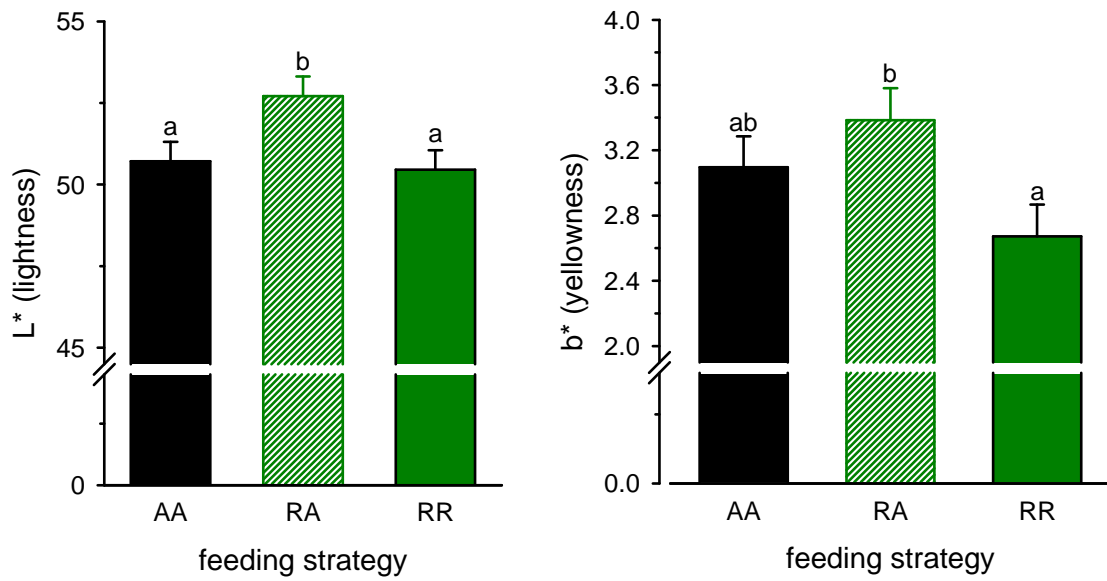 55
50
45
0
L* (lightness)
a
b
a
AA RA RR
feeding strategy
4.0
3.6
3.2
2.8
2.4
2.0
0.0
b* (yellowness)
ab
b
a
AA RA RR
feeding strategy